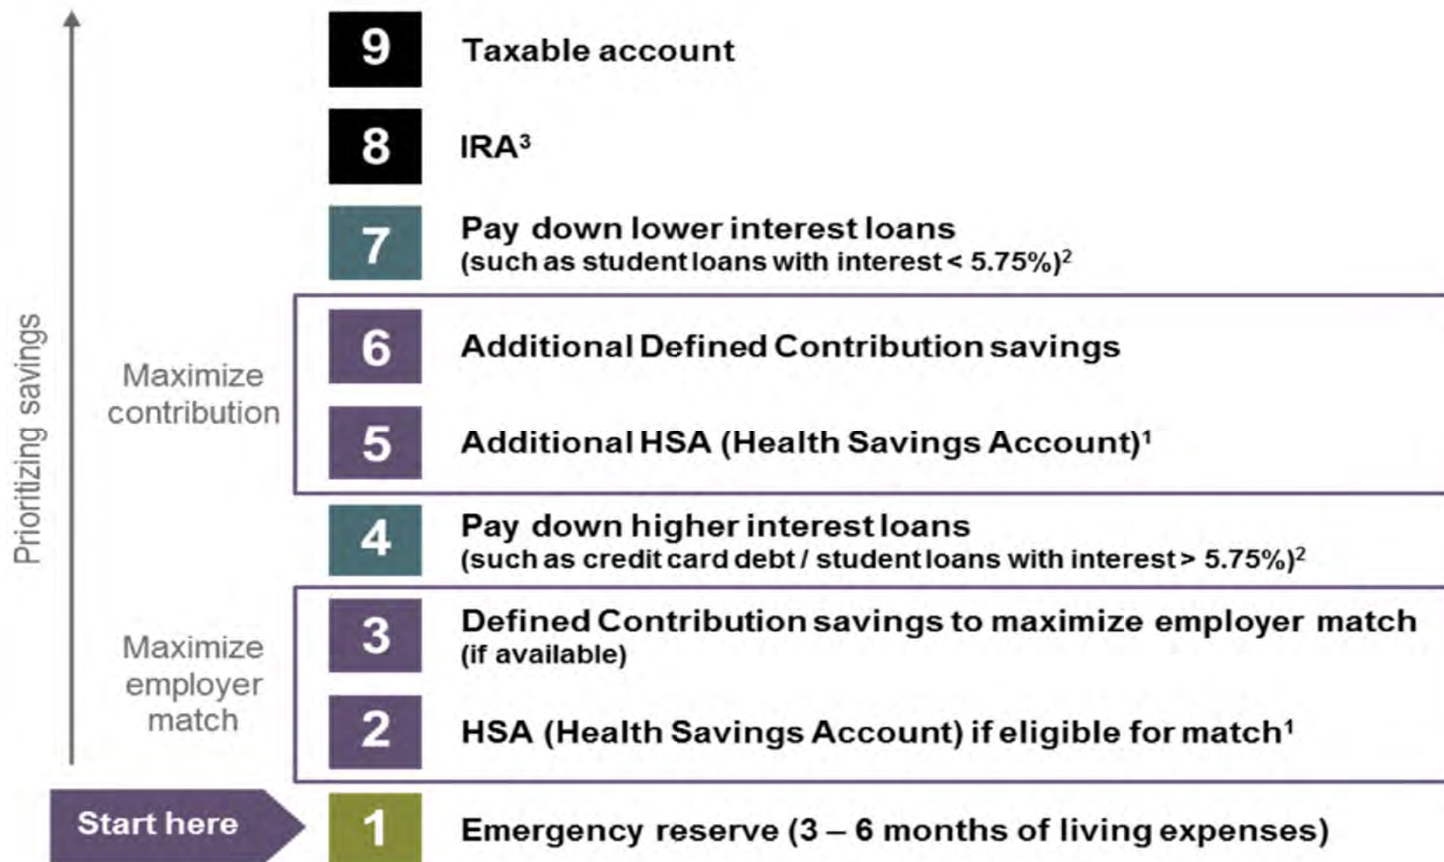 9 Taxable account
8 IRA³
7 Pay down lower interest loans
(such as student loans with interest < 5.75%)²
6 Additional Defined Contribution savings
Maximize
contribution
5 Additional HSA (Health Savings Account)¹
Prioritizing savings
4 Pay down higher interest loans
(such as credit card debt / student loans with interest > 5.75%)²
3 Defined Contribution savings to maximize employer match
(if available)
Maximize
employer
match
2 HSA (Health Savings Account) if eligible for match¹
Start here
1 Emergency reserve (3 – 6 months of living expenses)